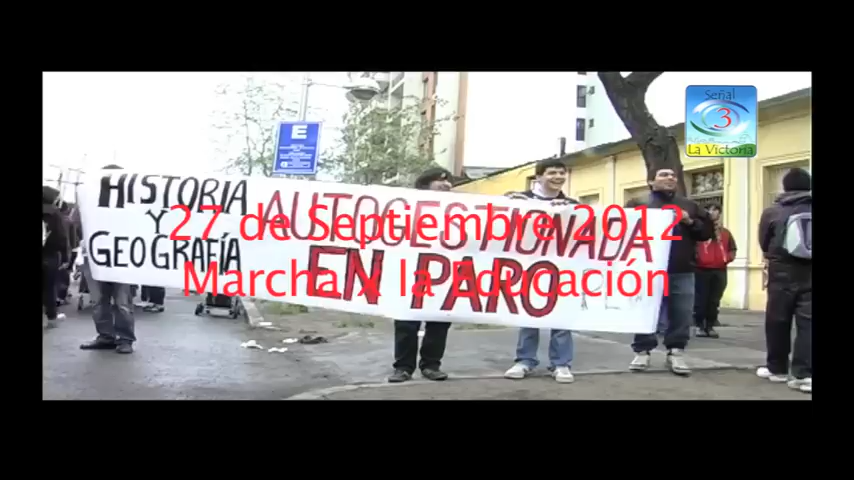 Señal
3
La Victoria
E
HISTORIA
Y
GEOGRAFÍA
AUTOGESTIONADA
EN PARO
27 de Septiembre 2012
Marcha x la Educación